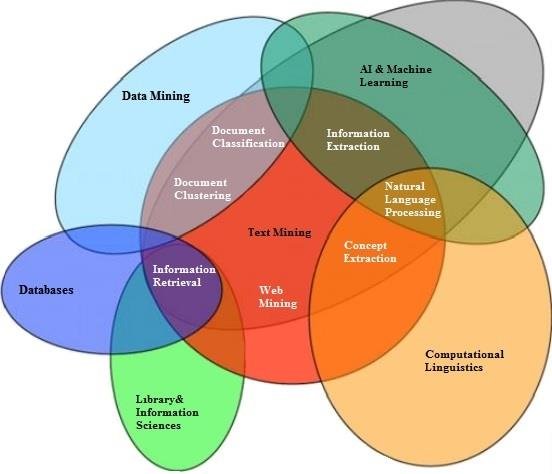 Data Mining
AI & Machine
Learning
Document
Classification
Information
Extraction
Document
Clustering
Natural
Language
Processing
Text Mining
Concept
Extraction
Information
Retrieval
Databases
Web
Mining
Computational
Linguistics
Library&
Information
Sciences